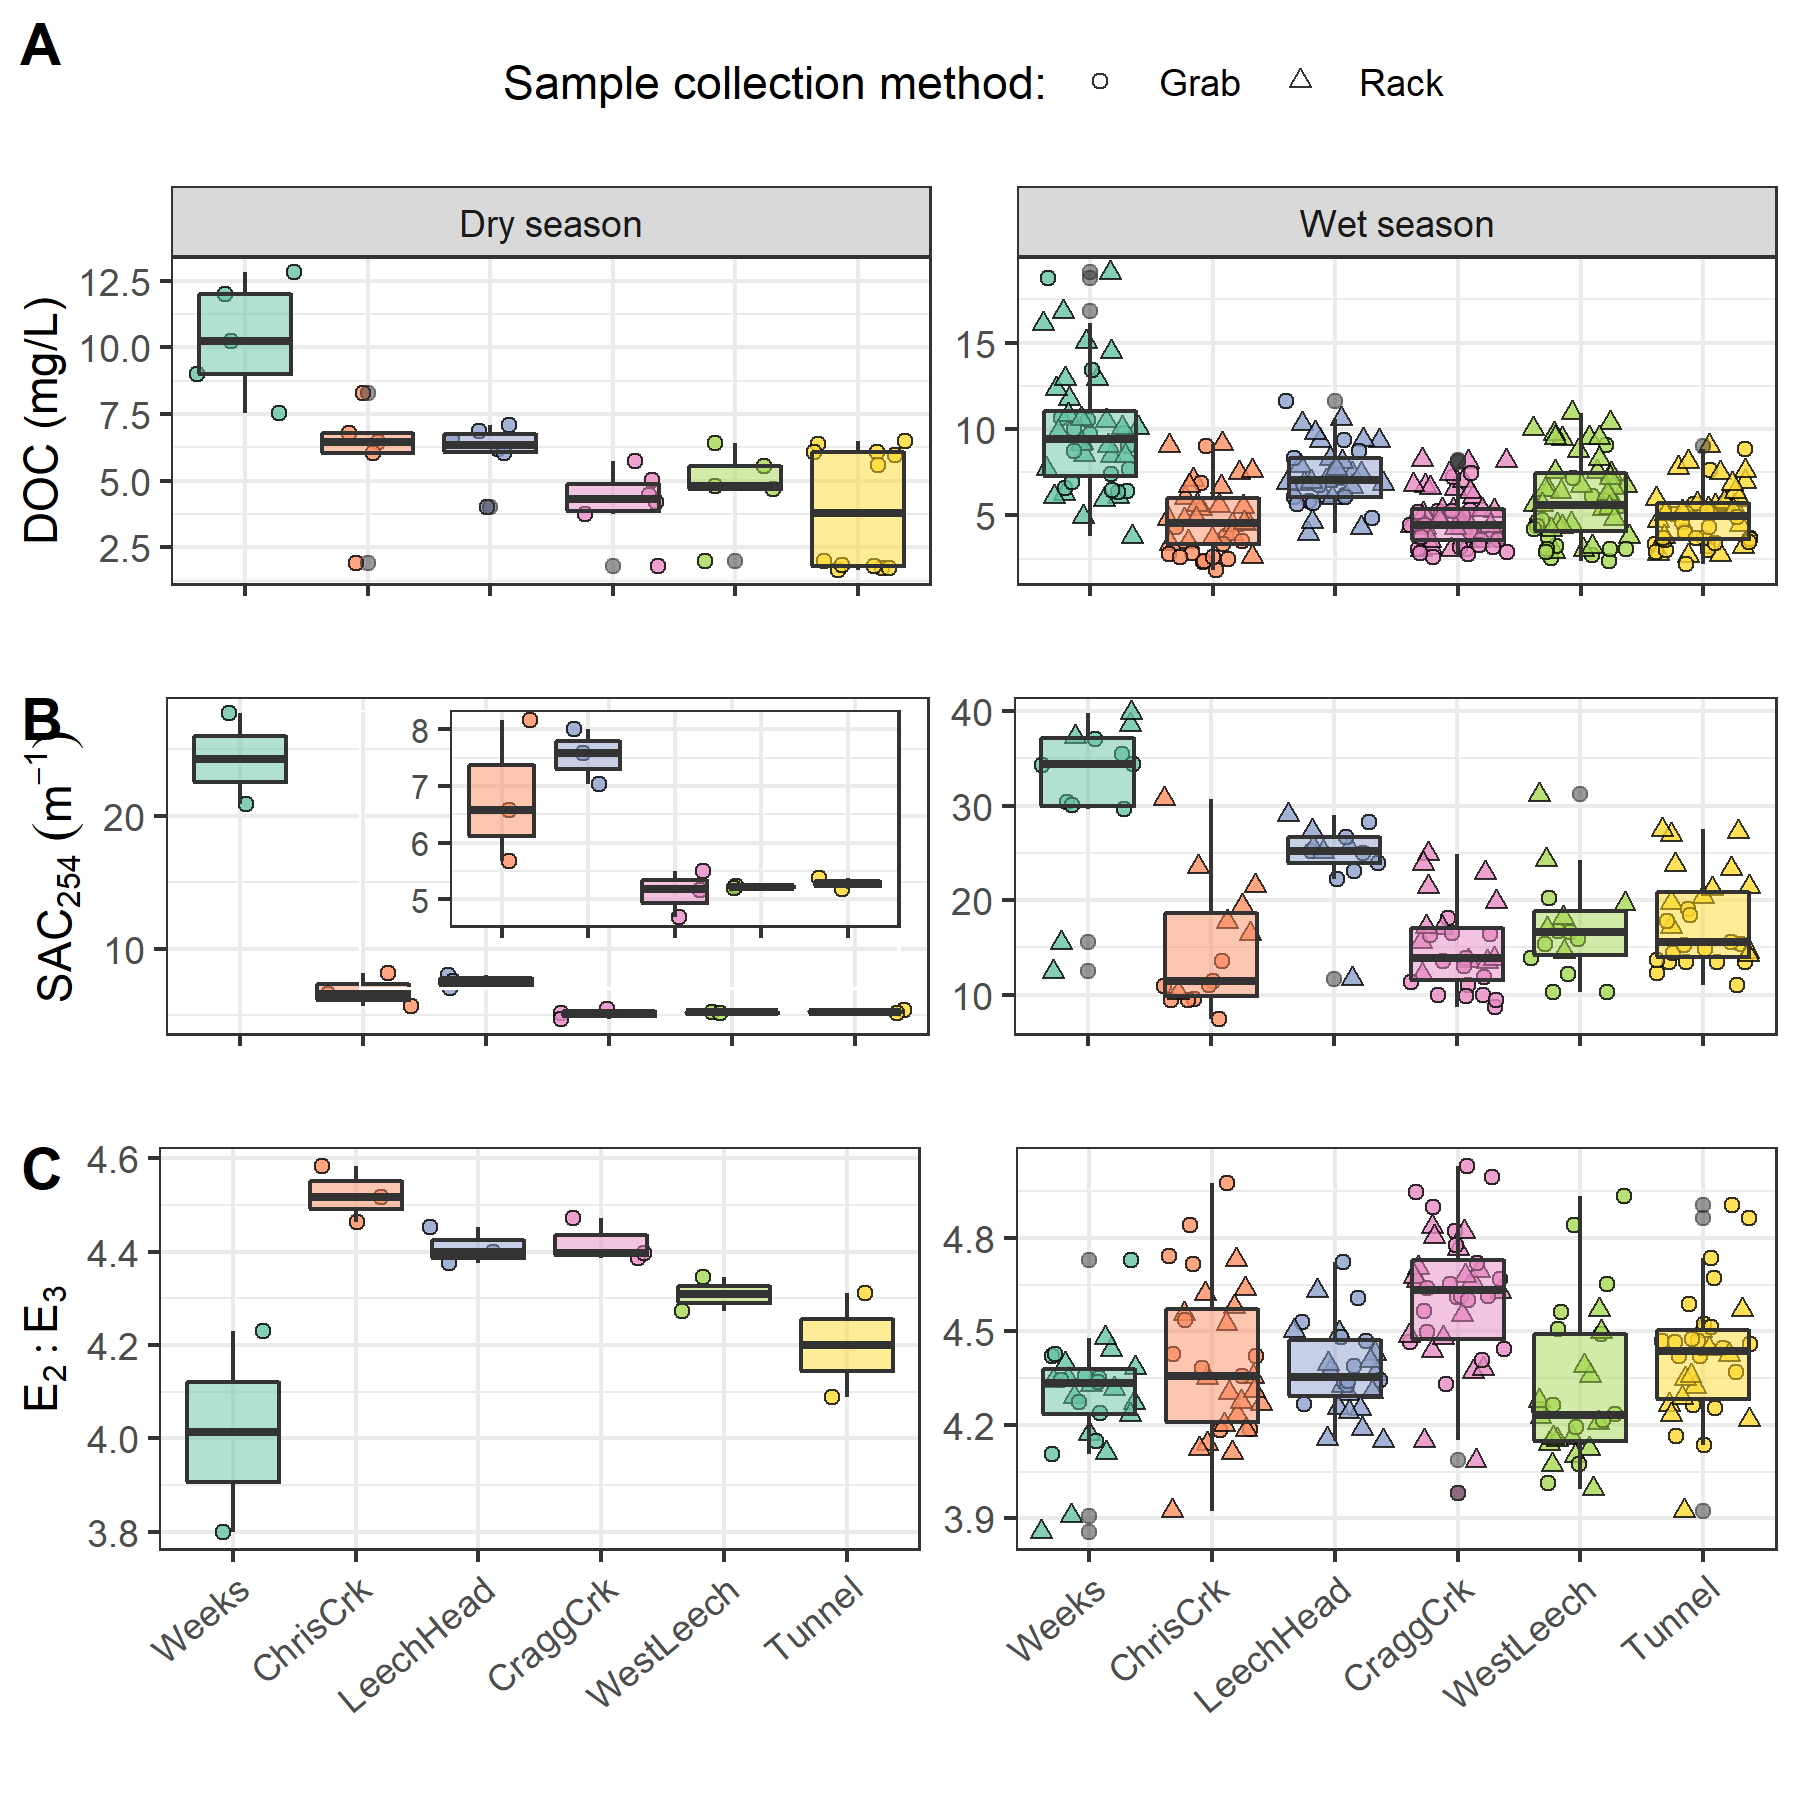 A
Sample collection method: Grab Rack
Dry season
Wet season
DOC (mg/L)
12.5
10.0
7.5
5.0
2.5
15
10
5
B
SAC254 (m−1)
20
10
8
7
6
5
40
30
20
10
C
E2 : E3
4.6
4.4
4.2
4.0
3.8
4.8
4.5
4.2
3.9
Weeks
ChrisCrk
LeechHead
CraggCrk
WestLeech
Tunnel
Weeks
ChrisCrk
LeechHead
CraggCrk
WestLeech
Tunnel